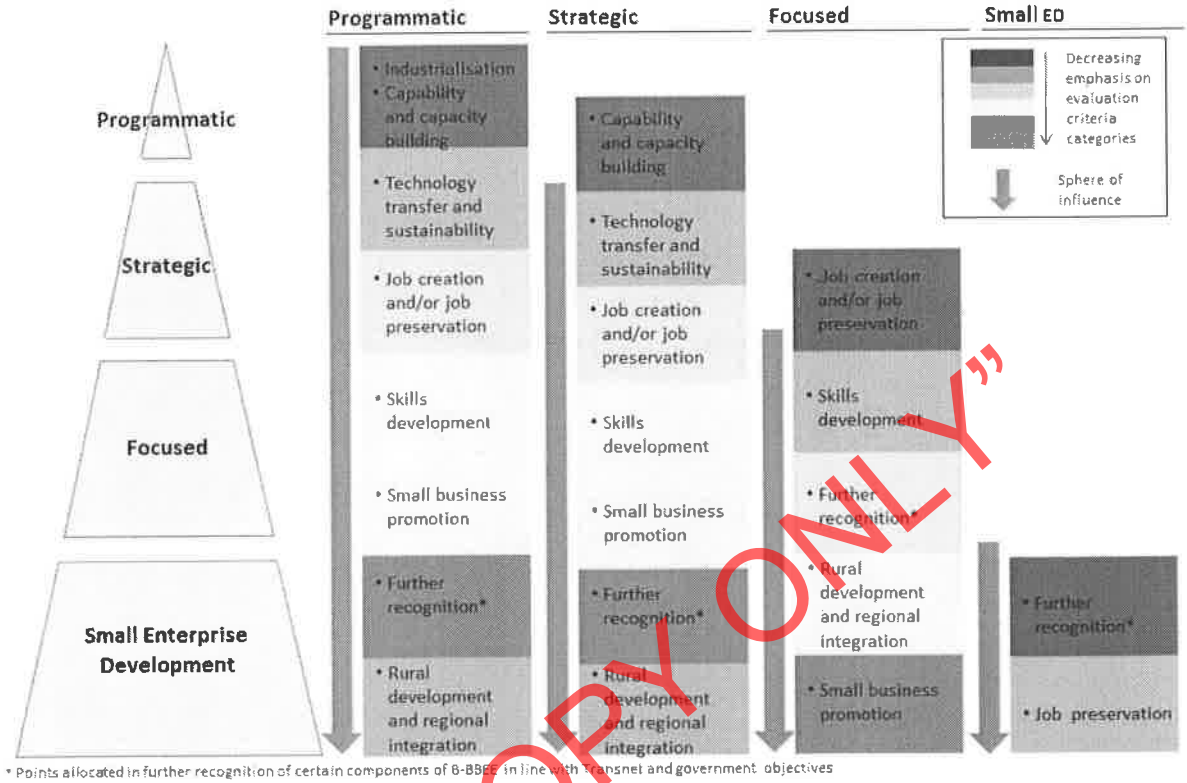 Programmatic
Strategic
Focused
Small ED
Programmatic
Strategic
Focused
Small Enterprise
Development
• Industrialisation
• Capability
and capacity
building
• Technology
transfer and
sustainability
• Job creation
and/or job
preservation
• Skills
development
• Small business
promotion
• Further
recognition*
• Rural
development
and regional
integration
• Capability
and capacity
building
• Technology
transfer and
sustainability
• Job creation
and/or job
preservation
• Skills
development
• Small business
promotion
• Further
recognition*
• Rural
development
and regional
integration
• Job creation
and/or job
preservation
• Skills
development
• Further
recognition*
• Rural
development
and regional
integration
• Small business
promotion
• Further
recognition*
• Job preservation
Decreasing
emphasis on
evaluation
criteria
categories
Sphere of
influence
* Points allocated in further recognition of certain components of B-BBEE in line with Transnet and government objectives
OPY ONLY”